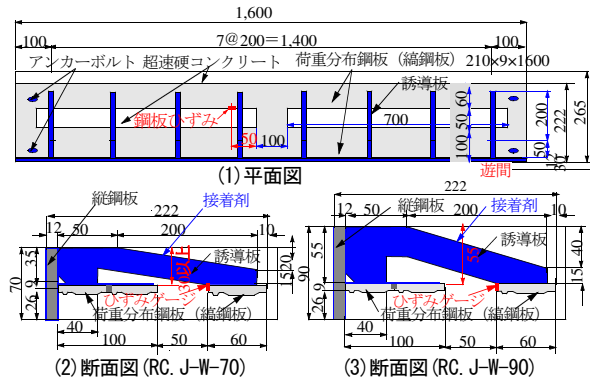 1,600
100
7@200=1,400
100
アンカーボルト 超速硬コンクリート
荷重分布鋼板（縞鋼板）
210×9×1600
誘導板
鋼板ひずみ
50
100
700
60
50
100
200
50
222
265
遊間
(1)平面図
縦鋼板
接着剤
222
12
50
200
10
誘導板
70
35
9
26
30以上
20
15
ひずみゲージ
荷重分布鋼板（縞鋼板）
40
100
50
60
(2)断面図(RC.J-W-70)
縦鋼板
接着剤
222
12
50
200
10
誘導板
90
55
9
26
55
40
15
ひずみゲージ
荷重分布鋼板（縞鋼板）
40
100
50
60
(3)断面図(RC.J-W-90)